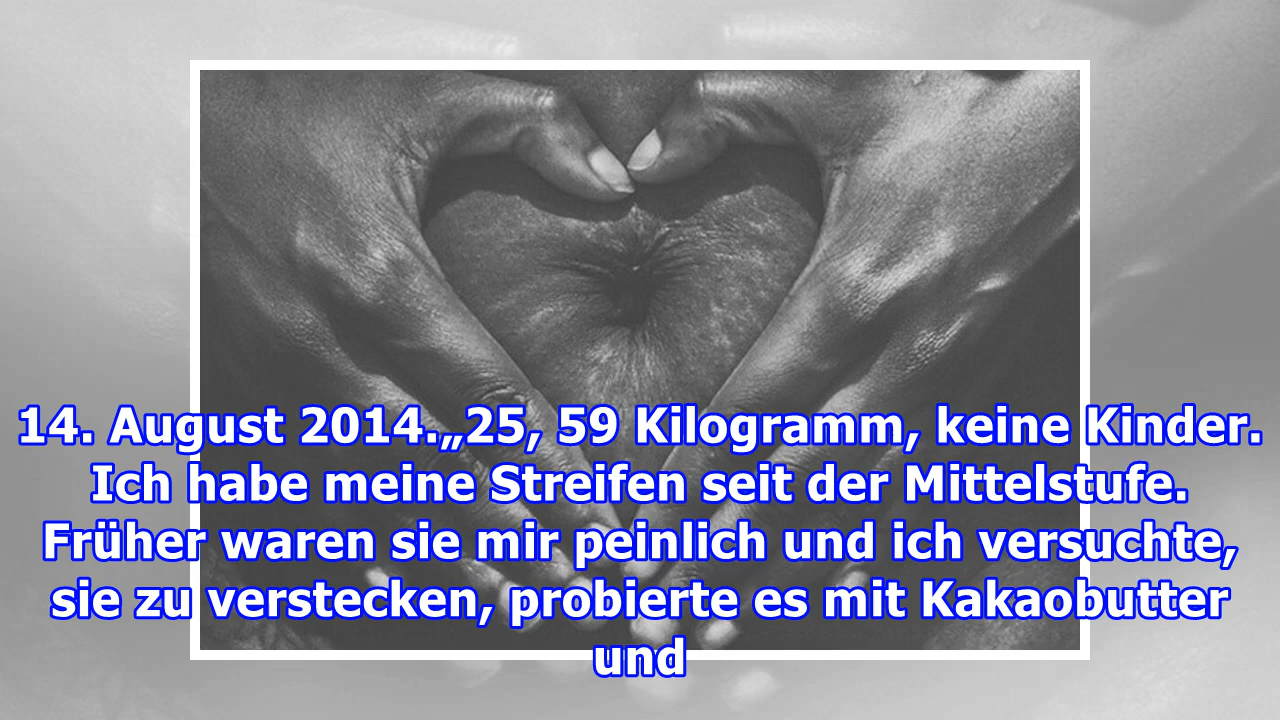 14. August 2014.„25, 59 Kilogramm, keine Kinder.
Ich habe meine Streifen seit der Mittelstufe.
Früher waren sie mir peinlich und ich versuchte,
sie zu verstecken, probierte es mit Kakaobutter
und